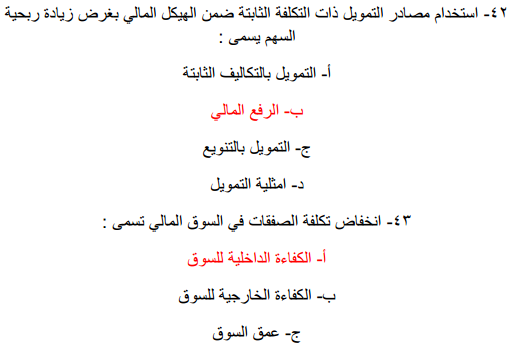 ٤٢- استخدام مصادر التمويل ذات التكلفة الثابتة ضمن الهيكل المالي بغرض زيادة ربحية
السهم يسمى :
أ- التمويل بالتكاليف الثابتة
ب- الرفع المالي
ج- التمويل بالتنويع
د- امثلية التمويل
٤٣- انخفاض تكلفة الصفقات في السوق المالي تسمى :
أ- الكفاءة الداخلية للسوق
ب- الكفاءة الخارجية للسوق
ج- عمق السوق